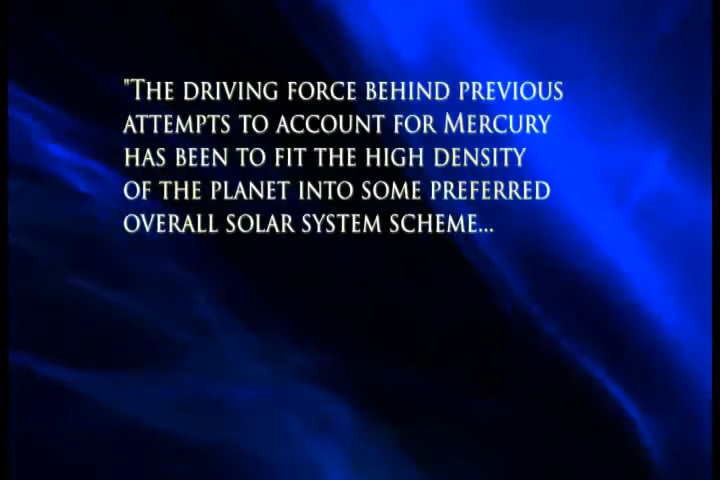 "The driving force behind previous
attempts to account for Mercury
has been to fit the high density
of the planet into some preferred
overall solar system scheme...